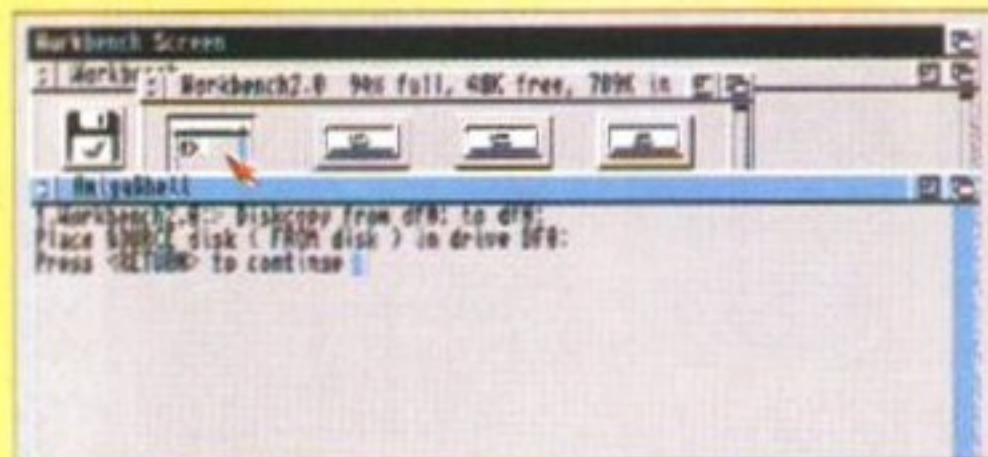 Workbench Screen
Workbench
Workbench2.0 94% full, 48K free, 789K in
AmigaShell
1.Workbench2.0:> Diskcopy from df0: to df0:
Place SOURCE disk ( FROM disk ) in drive DF0:
Press <RETURN> to continue